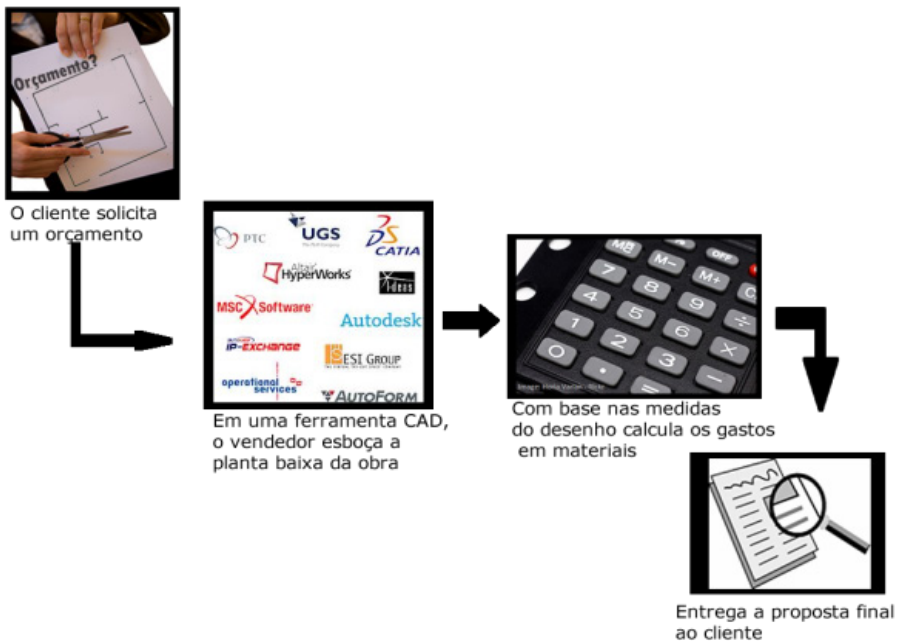 Orçamento?
O cliente solicita
um orçamento
PTC
UGS
CATIA
Altair
HyperWorks
I-deas
MSC Software
Autodesk
IP-EXCHANGE
ESI GROUP
operational
services
AUTOFORM
Em uma ferramenta CAD,
o vendedor esboça a
planta baixa da obra
OFF
M-
M+
7
8
9
÷
4
5
6
×
1
2
3
−
0
.
=
Com base nas medidas
do desenho calcula os gastos
em materiais
Entrega a proposta final
ao cliente